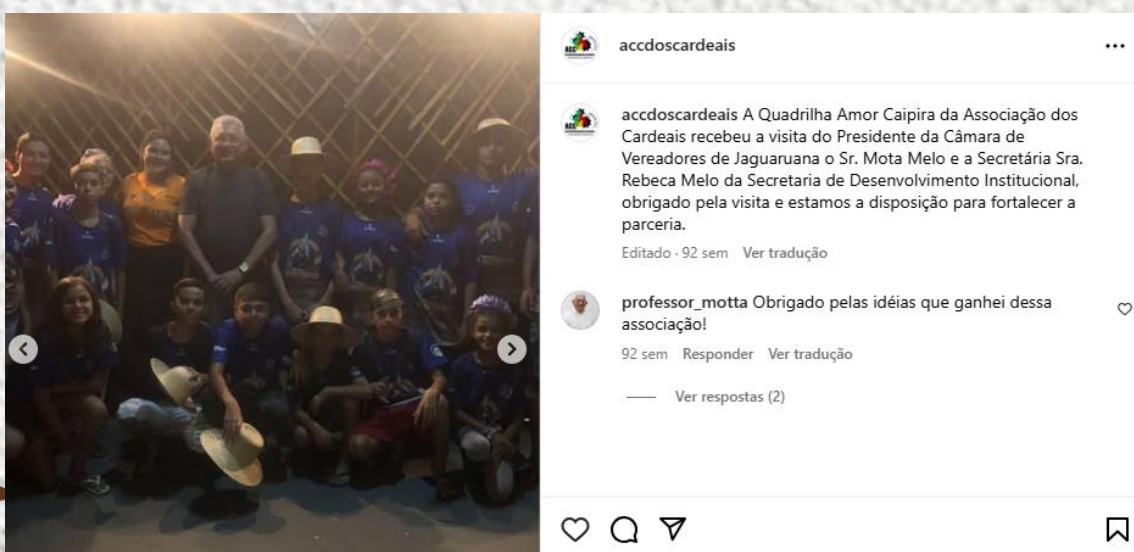 accdoscardeais
accdoscardeais A Quadrilha Amor Caipira da Associação dos
Cardeais recebeu a visita do Presidente da Câmara de
Vereadores de Jaguaruana o Sr. Mota Melo e a Secretária Sra.
Rebeca Melo da Secretaria de Desenvolvimento Institucional,
obrigado pela visita e estamos a disposição para fortalecer a
parceria.
Editado · 92 sem Ver tradução
professor_motta Obrigado pelas idéias que ganhei dessa
associação!
92 sem Responder Ver tradução
Ver respostas (2)